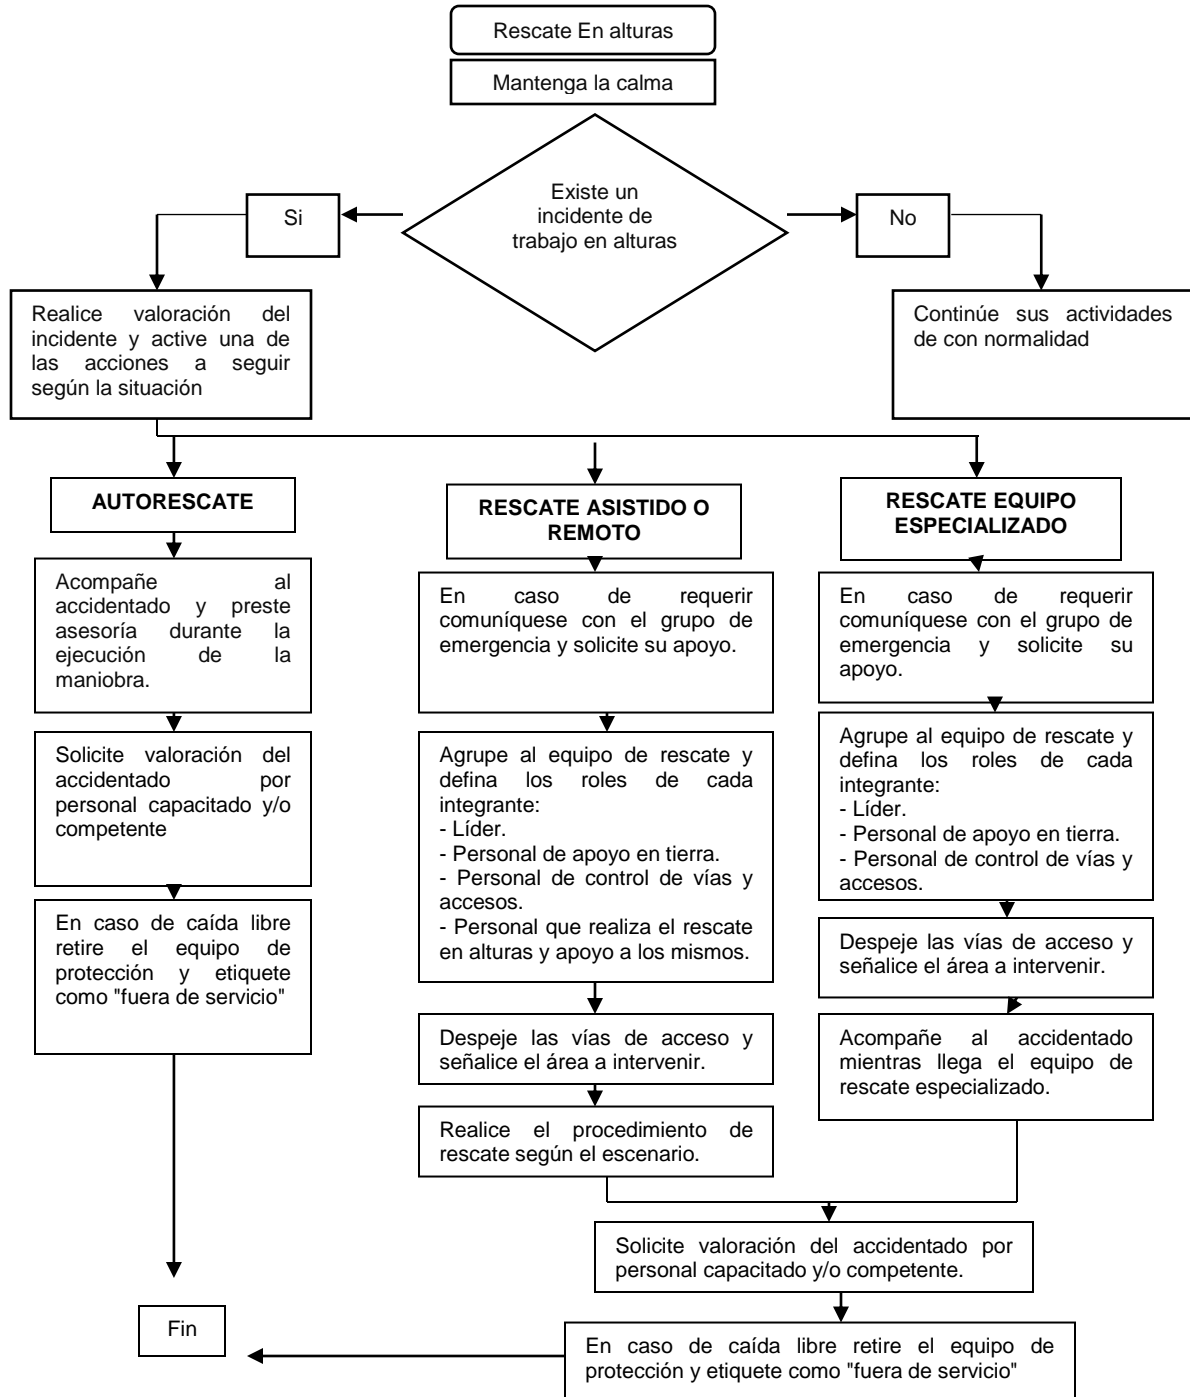 Rescate En alturas
Mantenga la calma
Existe un
incidente de
trabajo en alturas
Si
No
Realice valoración del
incidente y active una de
las acciones a seguir
según la situación
Continúe sus actividades
de con normalidad
AUTORESCATE
Acompañe al
accidentado y preste
asesoría durante la
ejecución de la
maniobra.
Solicite valoración del
accidentado por
personal capacitado y/o
competente
En caso de caída libre
retire el equipo de
protección y etiquete
como "fuera de servicio"
RESCATE ASISTIDO O
REMOTO
En caso de requerir
comuníquese con el grupo de
emergencia y solicite su apoyo.
Agrupe al equipo de rescate y
defina los roles de cada
integrante:
- Líder.
- Personal de apoyo en tierra.
- Personal de control de vías y
accesos.
- Personal que realiza el rescate
en alturas y apoyo a los mismos.
Despeje las vías de acceso y
señalice el área a intervenir.
Realice el procedimiento de
rescate según el escenario.
RESCATE EQUIPO
ESPECIALIZADO
En caso de requerir
comuníquese con el grupo de
emergencia y solicite su
apoyo.
Agrupe al equipo de rescate y
defina los roles de cada
integrante:
- Líder.
- Personal de apoyo en tierra.
- Personal de control de vías y
accesos.
Despeje las vías de acceso y
señalice el área a intervenir.
Acompañe al accidentado
mientras llega el equipo de
rescate especializado.
Solicite valoración del accidentado por
personal capacitado y/o competente.
En caso de caída libre retire el equipo de
protección y etiquete como "fuera de servicio"
Fin